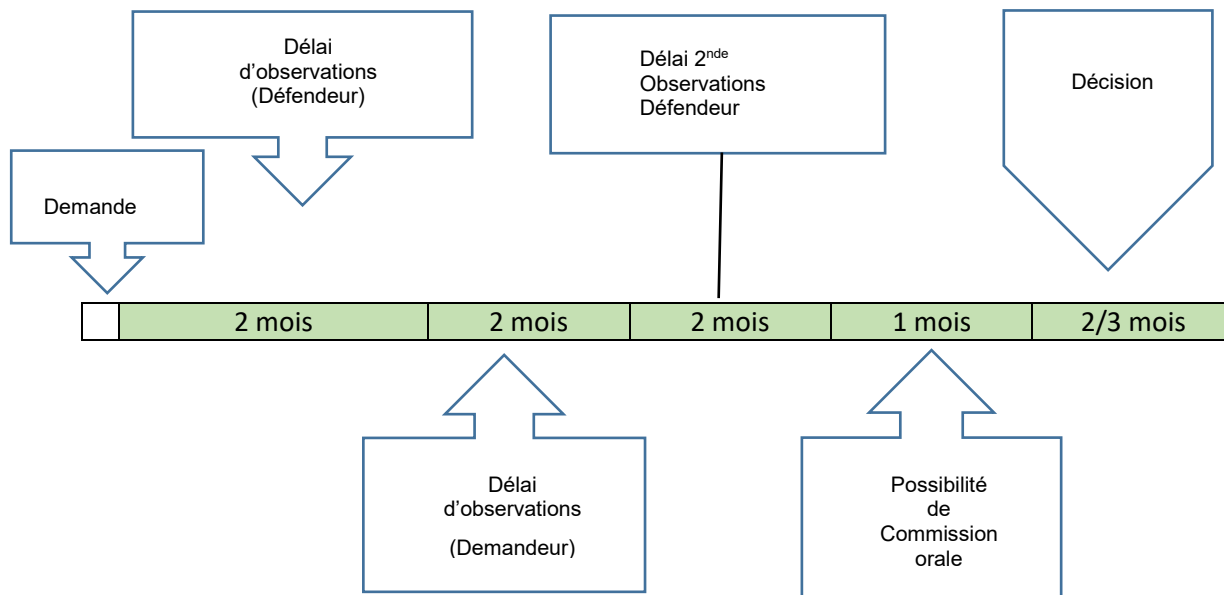 Délai
d'observations
(Défendeur)
Délai 2nde
Observations
Défendeur
Décision
Demande
2 mois
2 mois
2 mois
1 mois
2/3 mois
Délai
d'observations
(Demandeur)
Possibilité
de
Commission
orale